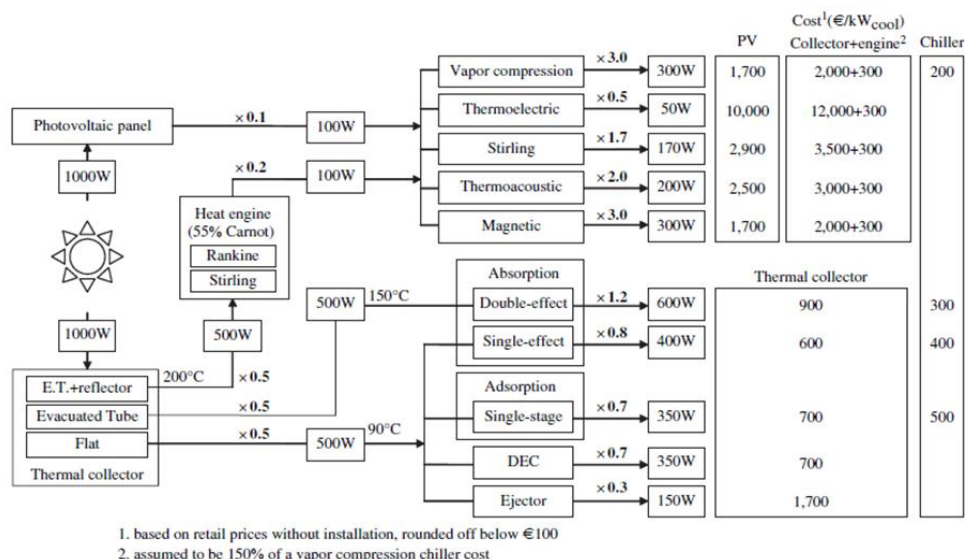 Cost¹(€/kWcool)
PV Collector+engine² Chiller
Vapor compression ×3.0 300W 1,700 2,000+300 200
Thermoelectric ×0.5 50W 10,000 12,000+300
Photovoltaic panel ×0.1 100W
Stirling ×1.7 170W 2,900 3,500+300
1000W ×0.2 100W
Thermoacoustic ×2.0 200W 2,500 3,000+300
Heat engine
(55% Carnot)
Magnetic ×3.0 300W 1,700 2,000+300
Rankine
Stirling
Absorption Thermal collector
500W 150°C Double-effect ×1.2 600W 900 300
1000W 500W Single-effect ×0.8 400W 600 400
200°C
E.T.+reflector ×0.5
Adsorption
Evacuated Tube ×0.5 Single-stage ×0.7 350W 700 500
Flat ×0.5 500W 90°C
DEC ×0.7 350W 700
Thermal collector
Ejector ×0.3 150W 1,700
1. based on retail prices without installation, rounded off below €100
2. assumed to be 150% of a vapor compression chiller cost